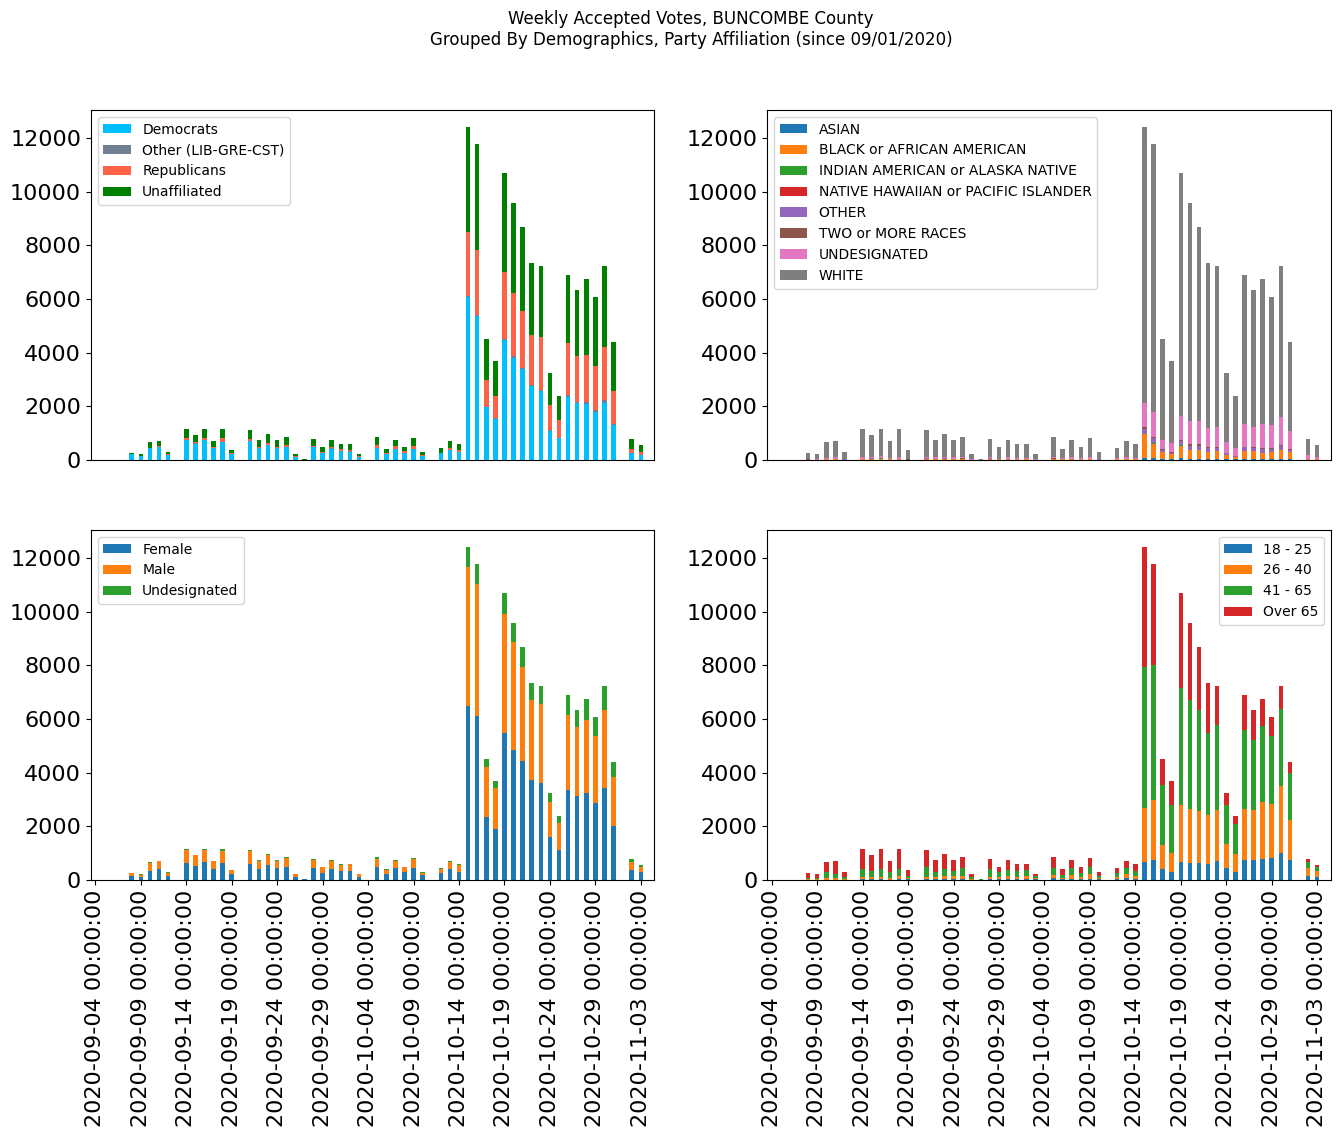 Weekly Accepted Votes, BUNCOMBE County
Grouped By Demographics, Party Affiliation (since 09/01/2020)
12000
10000
8000
6000
4000
2000
0
Democrats
Other (LIB-GRE-CST)
Republicans
Unaffiliated
12000
10000
8000
6000
4000
2000
0
ASIAN
BLACK or AFRICAN AMERICAN
INDIAN AMERICAN or ALASKA NATIVE
NATIVE HAWAIIAN or PACIFIC ISLANDER
OTHER
TWO or MORE RACES
UNDESIGNATED
WHITE
12000
10000
8000
6000
4000
2000
0
Female
Male
Undesignated
2020-09-04 00:00:00
2020-09-09 00:00:00
2020-09-14 00:00:00
2020-09-19 00:00:00
2020-09-24 00:00:00
2020-09-29 00:00:00
2020-10-04 00:00:00
2020-10-09 00:00:00
2020-10-14 00:00:00
2020-10-19 00:00:00
2020-10-24 00:00:00
2020-10-29 00:00:00
2020-11-03 00:00:00
12000
10000
8000
6000
4000
2000
0
18 - 25
26 - 40
41 - 65
Over 65
2020-09-04 00:00:00
2020-09-09 00:00:00
2020-09-14 00:00:00
2020-09-19 00:00:00
2020-09-24 00:00:00
2020-09-29 00:00:00
2020-10-04 00:00:00
2020-10-09 00:00:00
2020-10-14 00:00:00
2020-10-19 00:00:00
2020-10-24 00:00:00
2020-10-29 00:00:00
2020-11-03 00:00:00